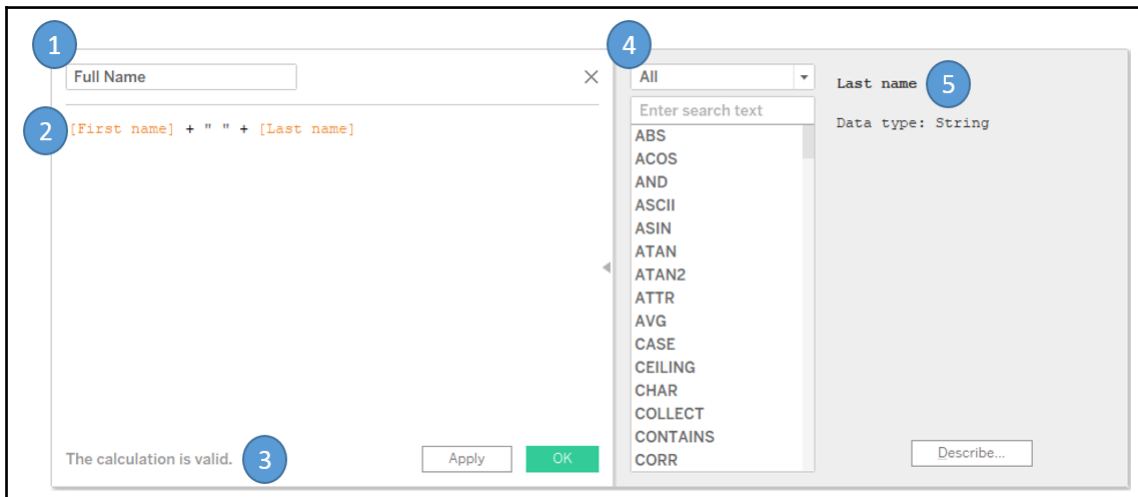 1
Full Name
2
[First name] + " " + [Last name]
The calculation is valid.
3
Apply
OK
4
All
Enter search text
ABS
ACOS
AND
ASCII
ASIN
ATAN
ATAN2
ATTR
AVG
CASE
CEILING
CHAR
COLLECT
CONTAINS
CORR
Last name
5
Data type: String
Describe...